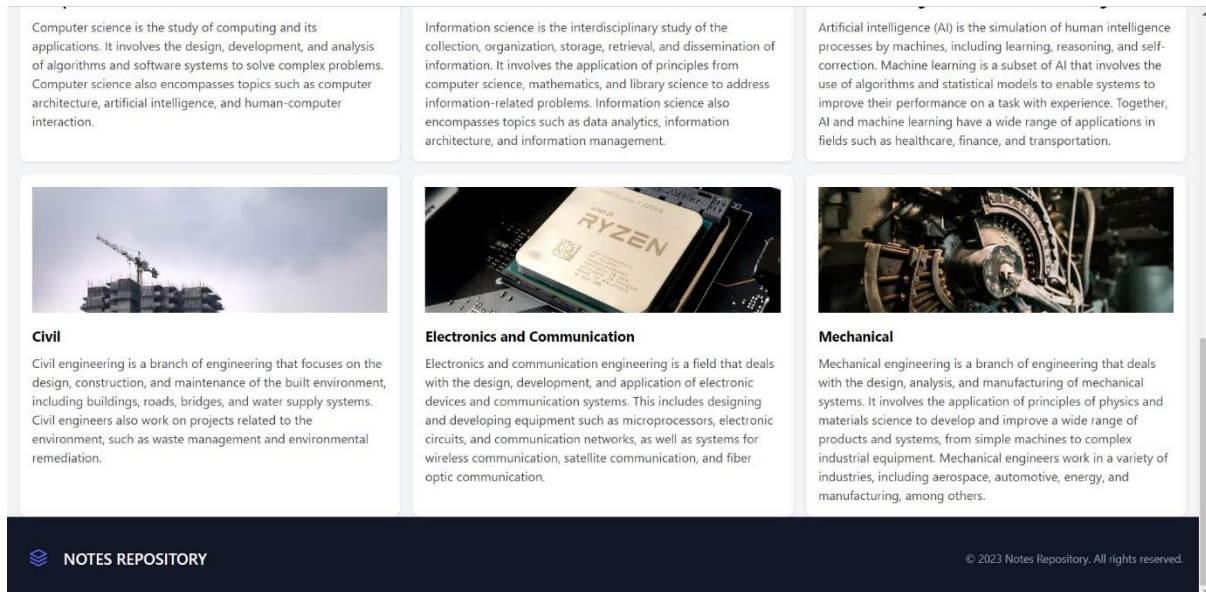 Computer science is the study of computing and its
applications. It involves the design, development, and analysis
of algorithms and software systems to solve complex problems.
Computer science also encompasses topics such as computer
architecture, artificial intelligence, and human-computer
interaction.
Information science is the interdisciplinary study of the
collection, organization, storage, retrieval, and dissemination of
information. It involves the application of principles from
computer science, mathematics, and library science to address
information-related problems. Information science also
encompasses topics such as data analytics, information
architecture, and information management.
Artificial intelligence (AI) is the simulation of human intelligence
processes by machines, including learning, reasoning, and self-
correction. Machine learning is a subset of AI that involves the
use of algorithms and statistical models to enable systems to
improve their performance on a task with experience. Together,
AI and machine learning have a wide range of applications in
fields such as healthcare, finance, and transportation.
Civil
Civil engineering is a branch of engineering that focuses on the
design, construction, and maintenance of the built environment,
including buildings, roads, bridges, and water supply systems.
Civil engineers also work on projects related to the
environment, such as waste management and environmental
remediation.
AMD
RYZEN
Electronics and Communication
Electronics and communication engineering is a field that deals
with the design, development, and application of electronic
devices and communication systems. This includes designing
and developing equipment such as microprocessors, electronic
circuits, and communication networks, as well as systems for
wireless communication, satellite communication, and fiber
optic communication.
Mechanical
Mechanical engineering is a branch of engineering that deals
with the design, analysis, and manufacturing of mechanical
systems. It involves the application of principles of physics and
materials science to develop and improve a wide range of
products and systems, from simple machines to complex
industrial equipment. Mechanical engineers work in a variety of
industries, including aerospace, automotive, energy, and
manufacturing, among others.
NOTES REPOSITORY
© 2023 Notes Repository. All rights reserved.